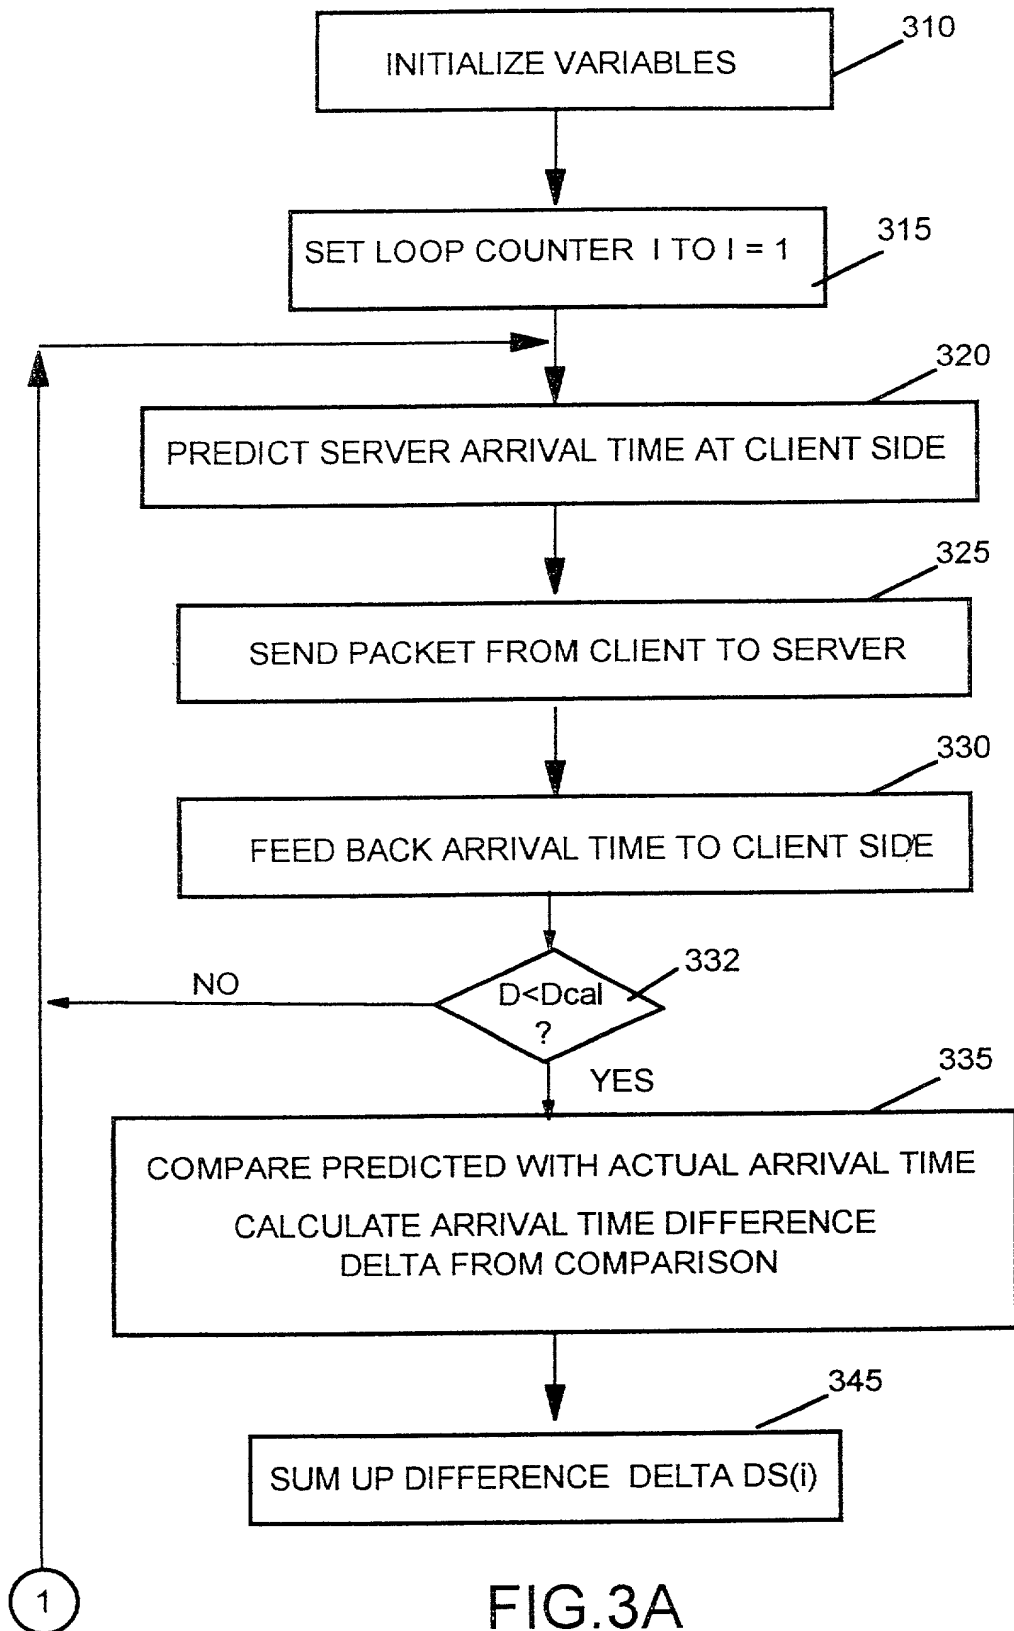 310
INITIALIZE VARIABLES
315
SET LOOP COUNTER I TO I = 1
320
PREDICT SERVER ARRIVAL TIME AT CLIENT SIDE
325
SEND PACKET FROM CLIENT TO SERVER
330
FEED BACK ARRIVAL TIME TO CLIENT SIDE
332
NO
D<Dcal
?
YES
335
COMPARE PREDICTED WITH ACTUAL ARRIVAL TIME
CALCULATE ARRIVAL TIME DIFFERENCE
DELTA FROM COMPARISON
345
SUM UP DIFFERENCE DELTA DS(i)
1
FIG.3A